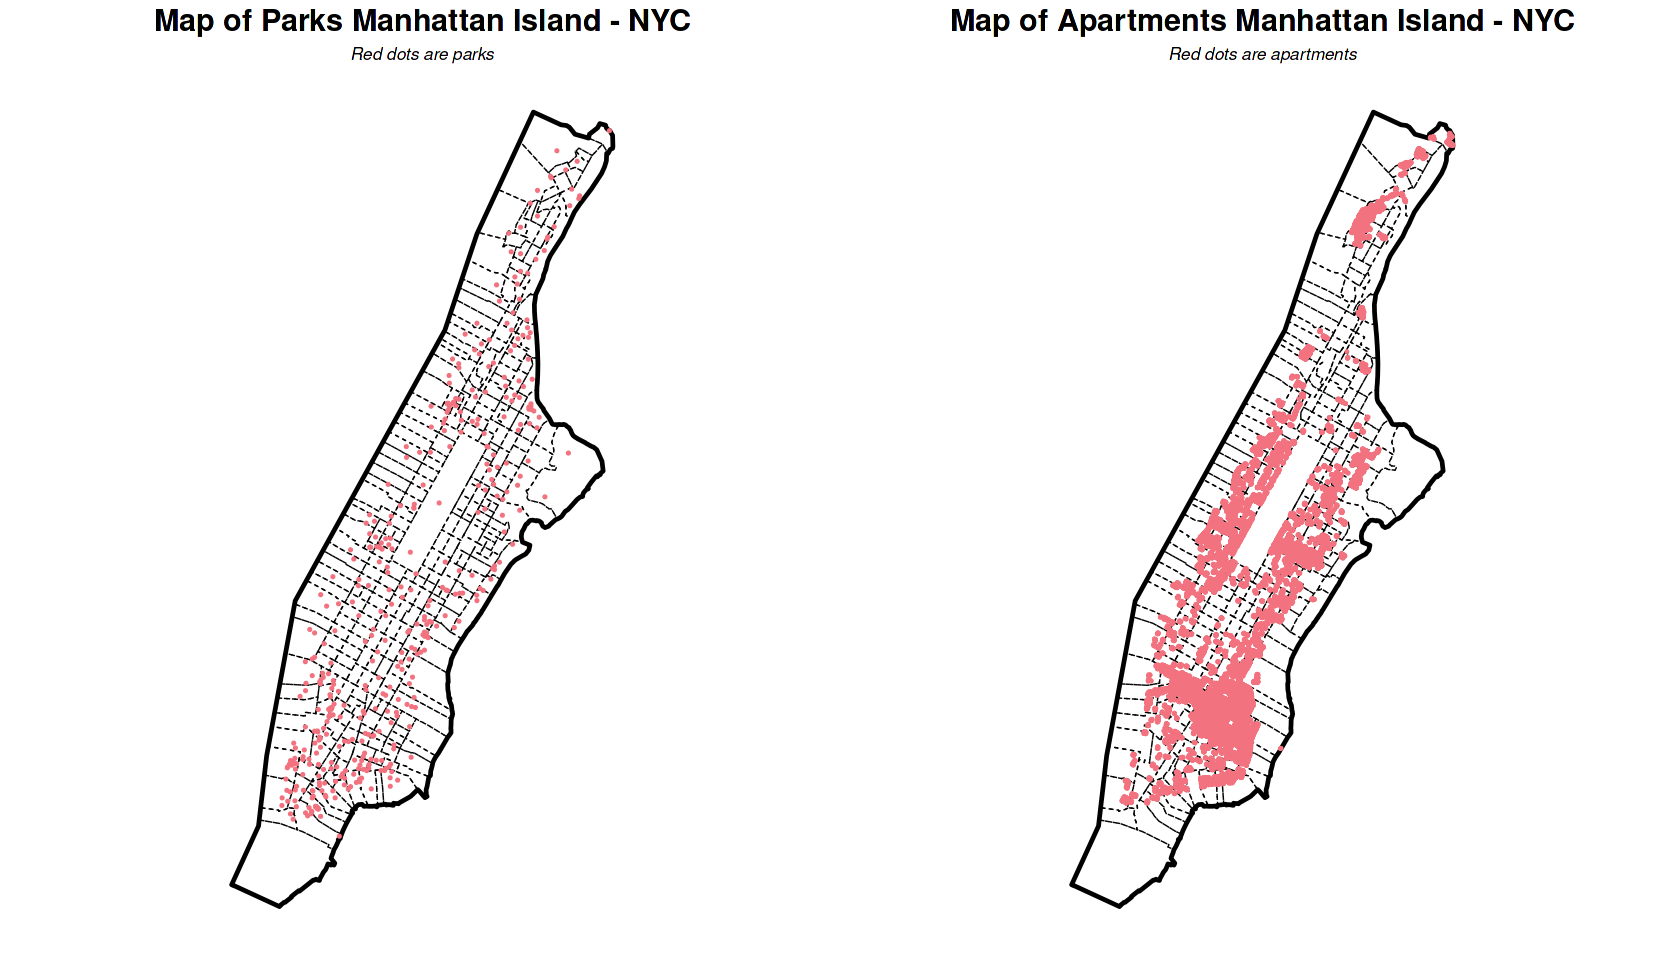 Map of Parks Manhattan Island - NYC
Red dots are parks
Map of Apartments Manhattan Island - NYC
Red dots are apartments